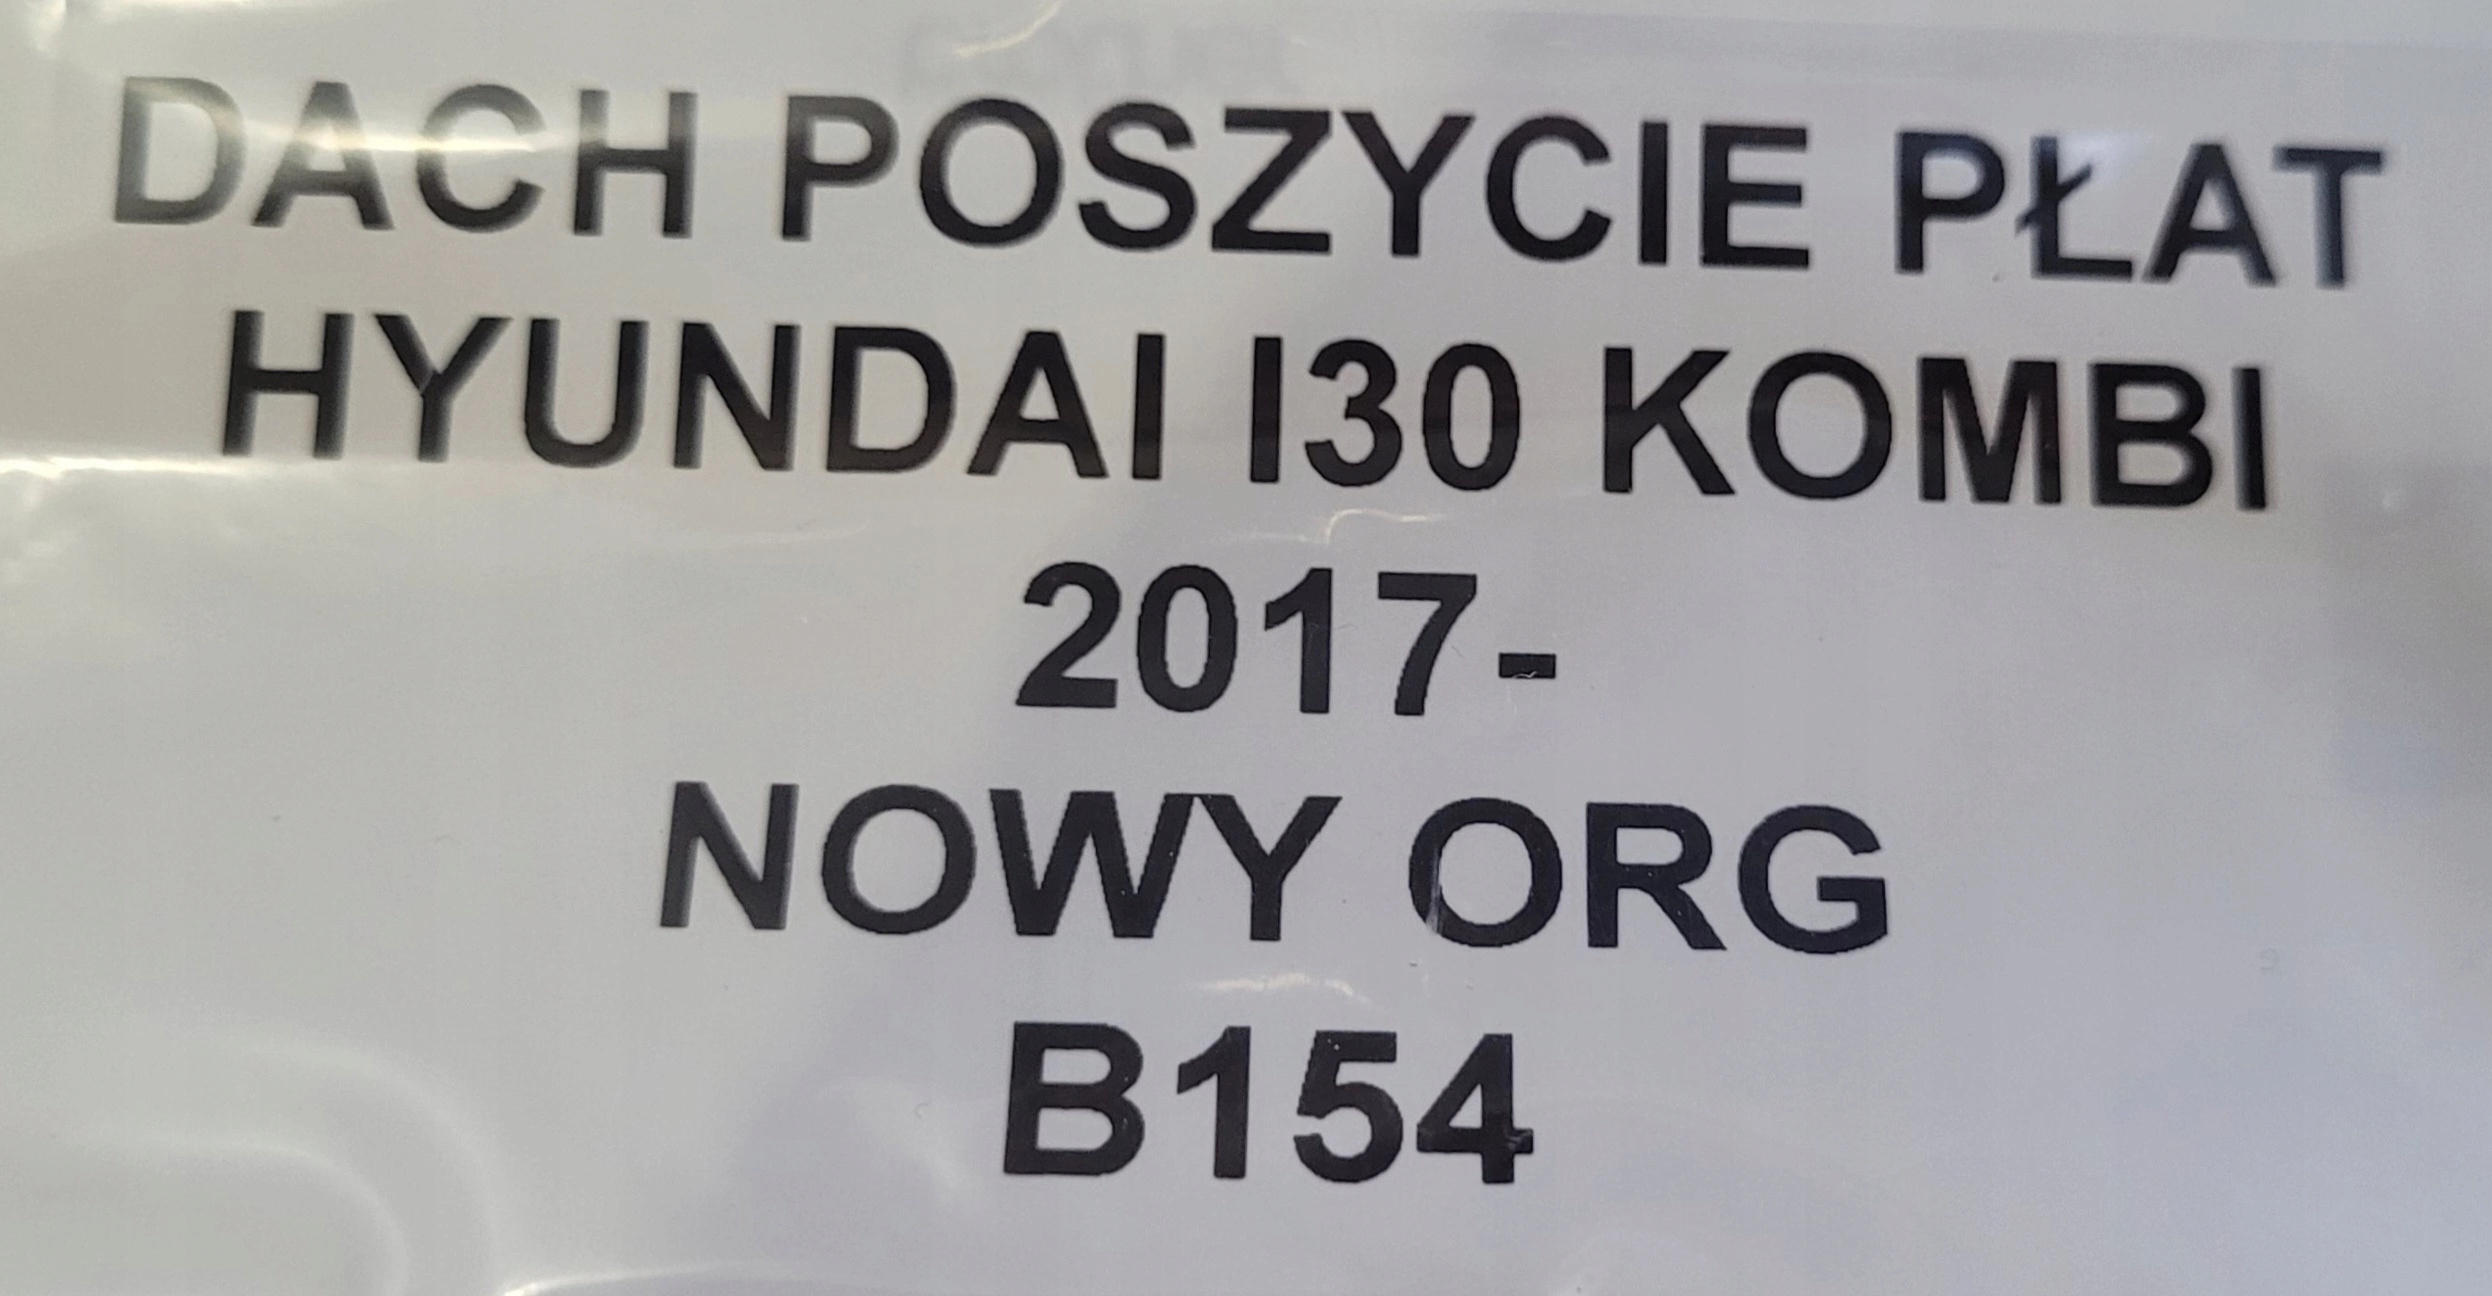 DACH POSZYCIE PŁAT
HYUNDAI I30 KOMBI
2017-
NOWY ORG
B154